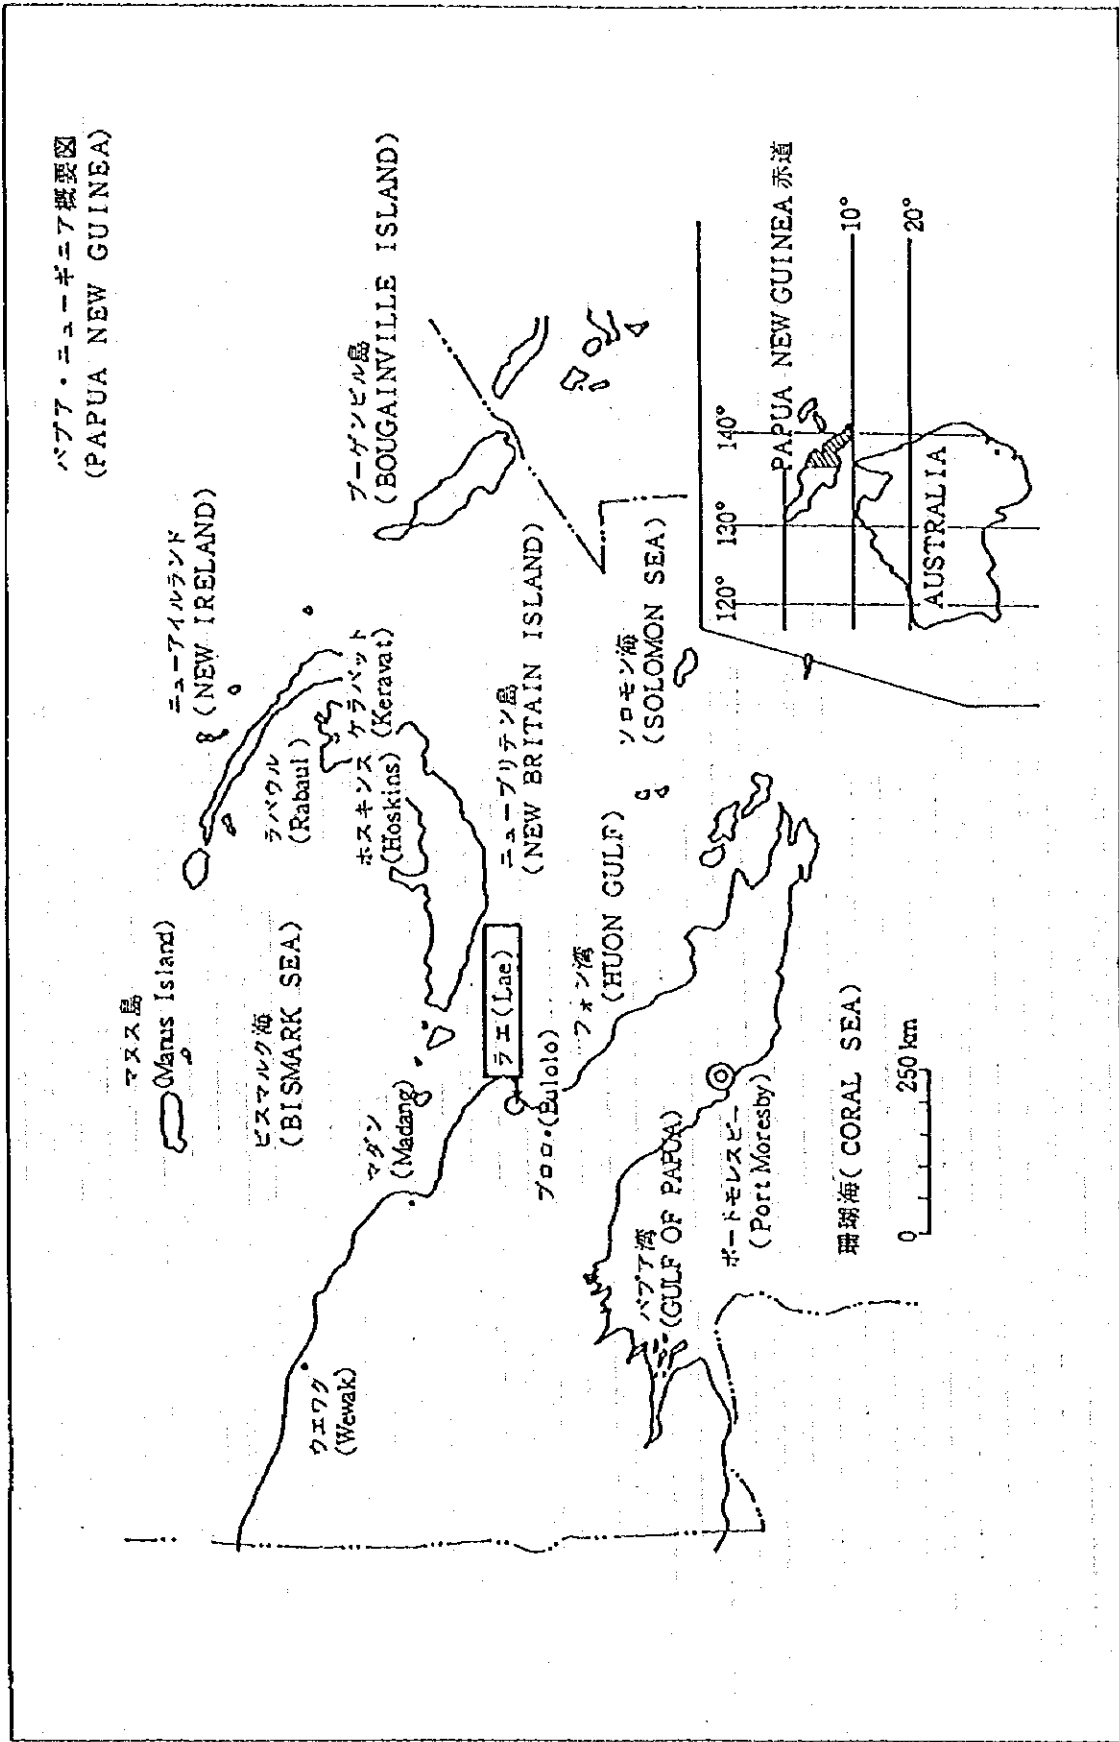 パプア・ニューギニア概要図
(PAPUA NEW GUINEA)
マヌス島
(Manus Island)
ニューアイルランド
(NEW IRELAND)
ビスマルク海
(BISMARK SEA)
ラバウル
(Rabaul)
ケラバット
(Keravat)
ホスキンス
(Hoskins)
ブーゲンビル島
(BOUGAINVILLE ISLAND)
ウエワク
(Wewak)
マダン
(Madang)
ラエ(Lae)
ニューブリテン島
(NEW BRITAIN ISLAND)
ブロロ・(Bulolo)
フォン湾
(HUON GULF)
ソロモン海
(SOLOMON SEA)
パプア湾
(GULF OF PAPUA)
ポートモレスビー
(Port Moresby)
珊瑚海(CORAL SEA)
0 250km
120° 130° 140°
PAPUA NEW GUINEA 赤道
10°
20°
AUSTRALIA